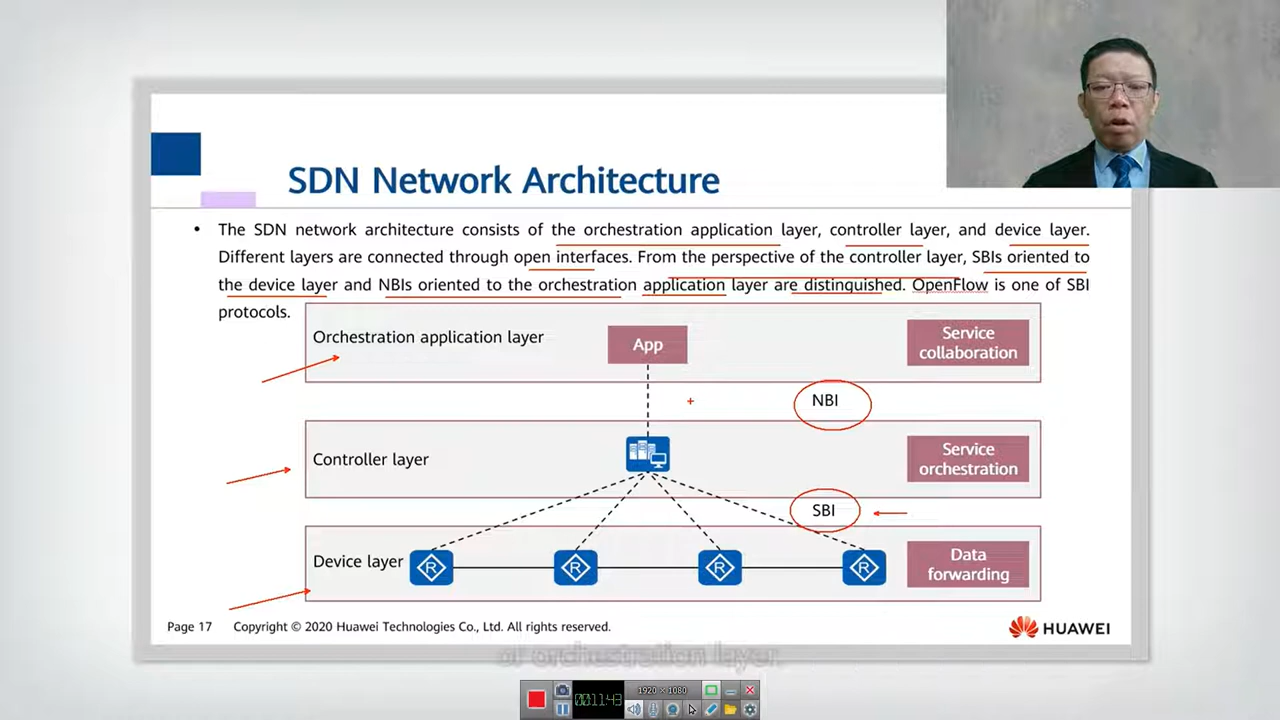 SDN Network Architecture
• The SDN network architecture consists of the orchestration application layer, controller layer, and device layer.
Different layers are connected through open interfaces. From the perspective of the controller layer, SBIs oriented to
the device layer and NBIs oriented to the orchestration application layer are distinguished. OpenFlow is one of SBI
protocols.
Orchestration application layer
App
Service
collaboration
NBI
Controller layer
Service
orchestration
SBI
Device layer
R
R
R
R
Data
forwarding
Page 17
Copyright © 2020 Huawei Technologies Co., Ltd. All rights reserved.
HUAWEI
or orchestration layer.
00:11:43
1920 × 1080